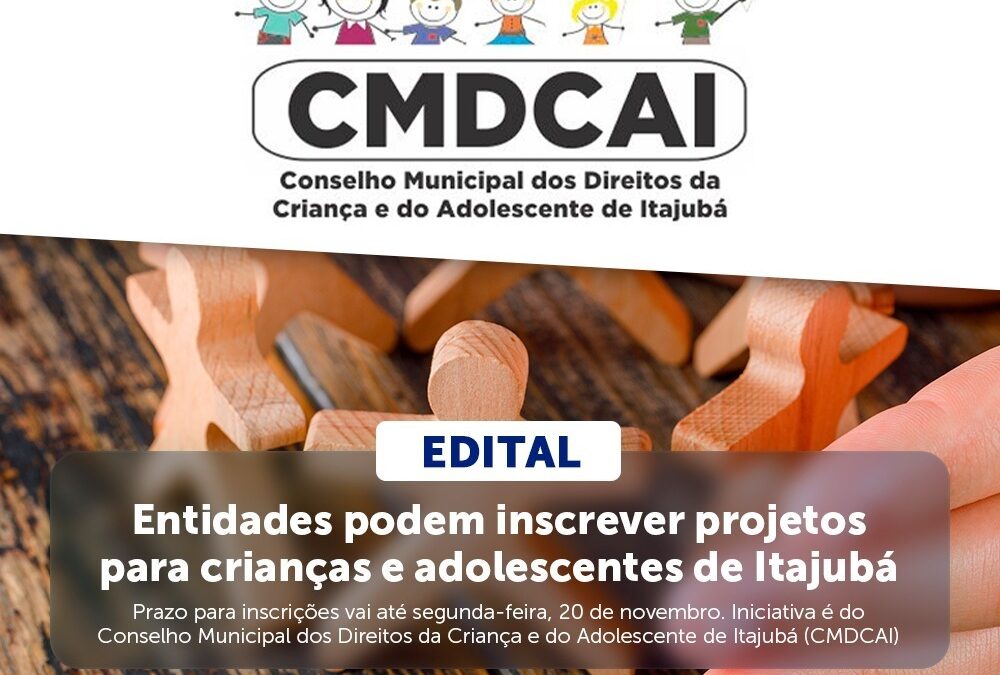 CMDCAI
Conselho Municipal dos Direitos da
Criança e do Adolescente de Itajubá
EDITAL
Entidades podem inscrever projetos
para crianças e adolescentes de Itajubá
Prazo para inscrições vai até segunda-feira, 20 de novembro. Iniciativa é do
Conselho Municipal dos Direitos da Criança e do Adolescente de Itajubá (CMDCAI)